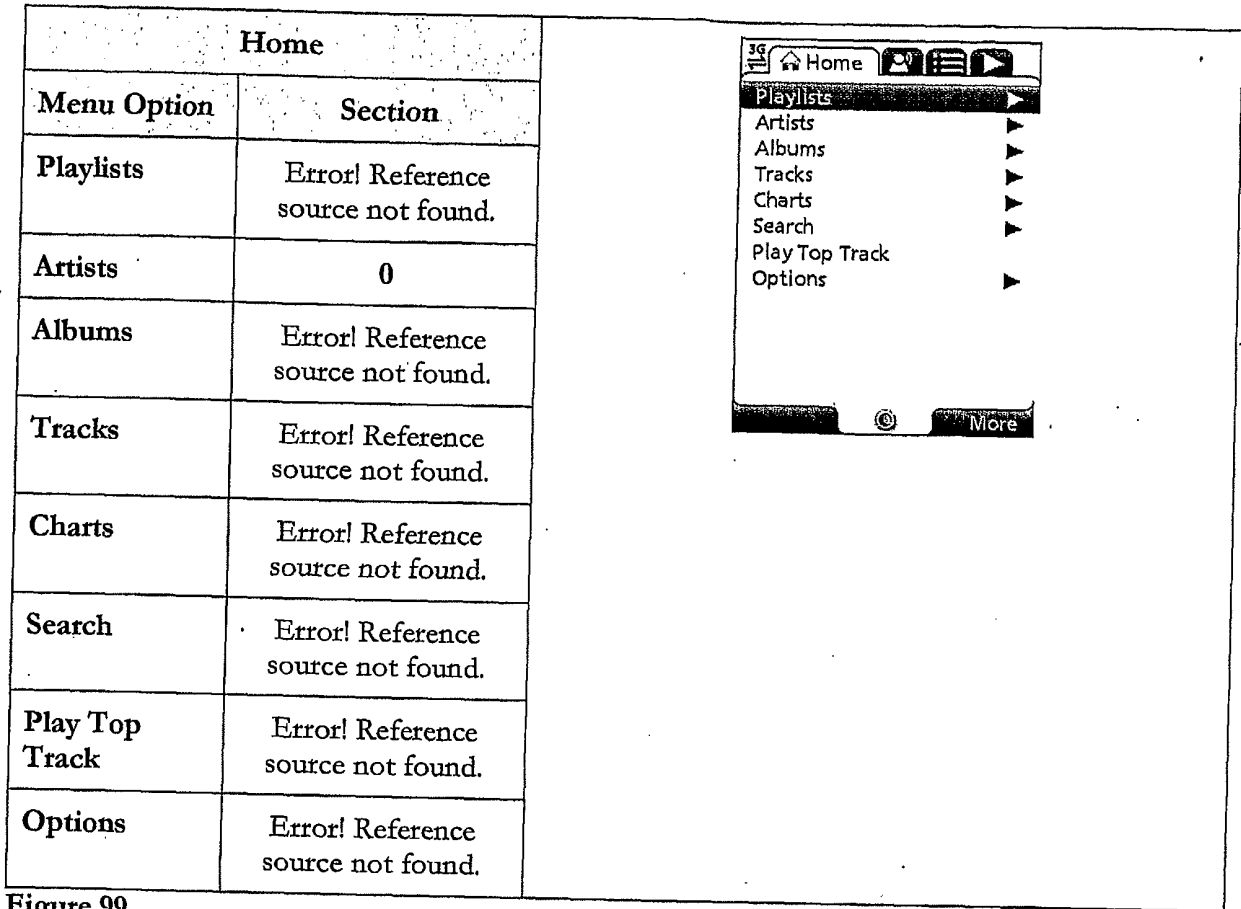 Home
Menu Option Section
Playlists Error! Reference
source not found.
Artists 0
Albums Error! Reference
source not found.
Tracks Error! Reference
source not found.
Charts Error! Reference
source not found.
Search Error! Reference
source not found.
Play Top Error! Reference
Track source not found.
Options Error! Reference
source not found.
3G Home
Playlists
Artists
Albums
Tracks
Charts
Search
Play Top Track
Options
More
Figure 99